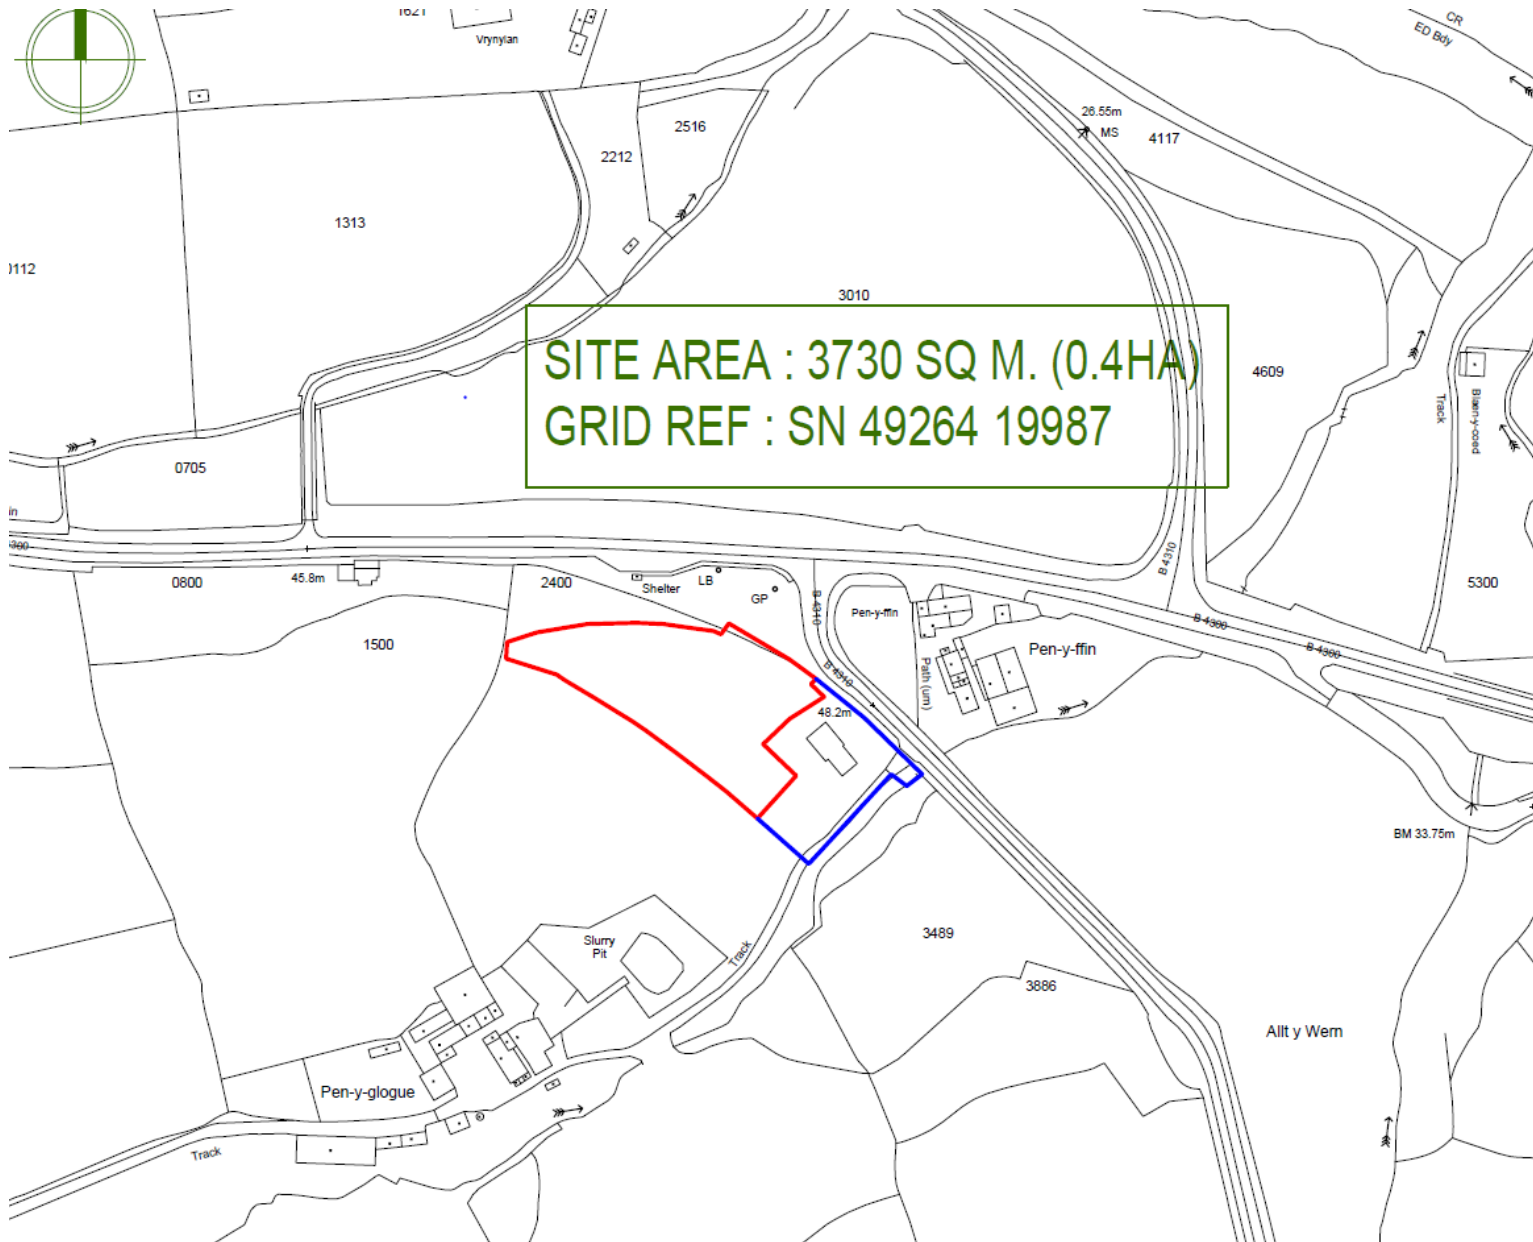 1621
Vrynylan
CR
ED Bdy
26.55m
MS
4117
2516
2212
1313
0112
3010
SITE AREA : 3730 SQ M. (0.4HA)
GRID REF : SN 49264 19987
4609
Track
Blaen-y-coed
0705
B 4310
0800
45.8m
2400
Shelter
LB
GP
B 4310
Pen-y-ffin
5300
B 4300
B 4300
1500
Pen-y-ffin
Path (um)
B 4310
48.2m
BM 33.75m
Slurry
Pit
Track
3489
3886
Allt y Wern
Pen-y-glogue
Track